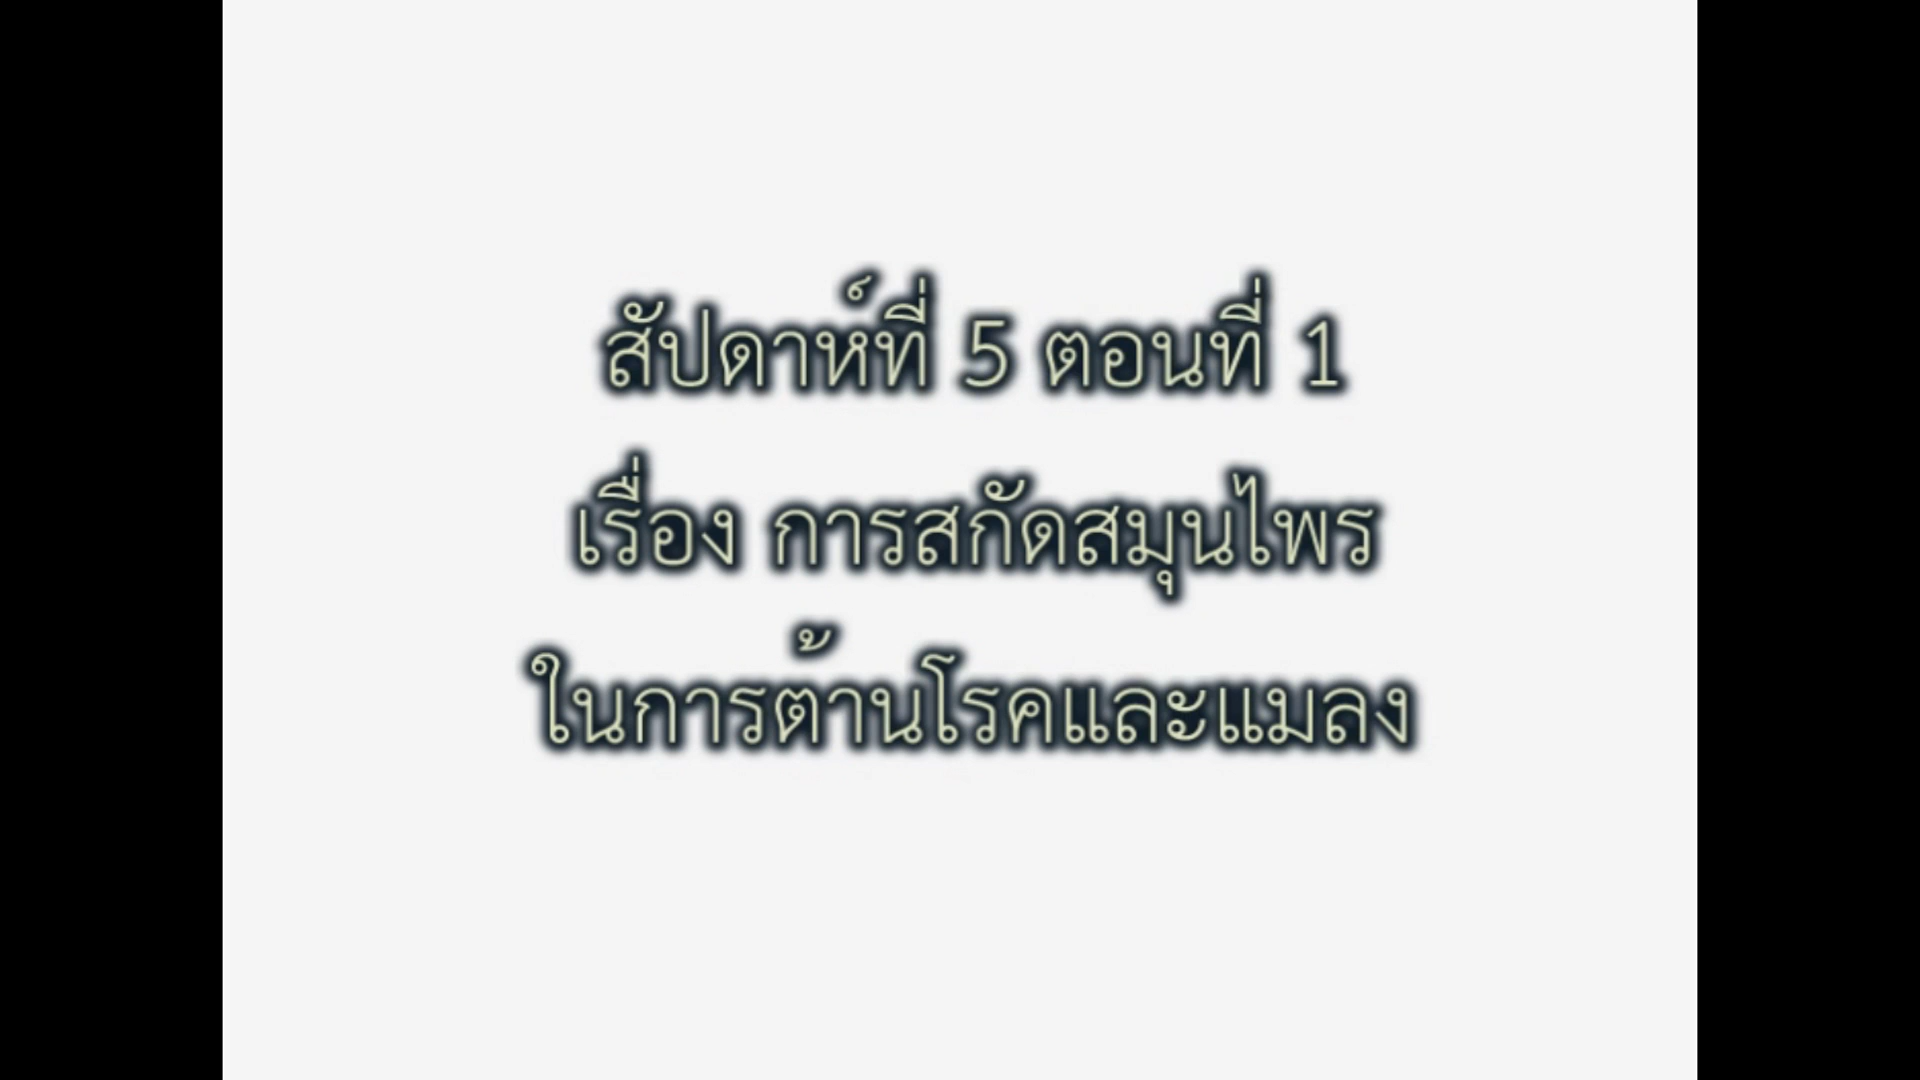 สัปดาห์ที่ 5 ตอนที่ 1
เรื่อง การสกัดสมุนไพร
ในการต้านโรคและแมลง